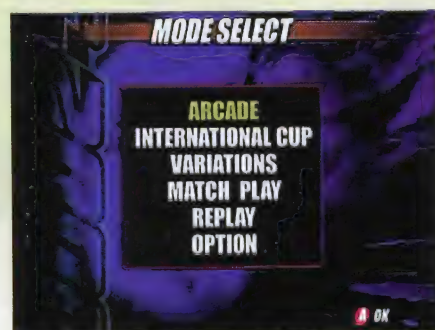 MODE SELECT
ARCADE
INTERNATIONAL CUP
VARIATIONS
MATCH PLAY
REPLAY
OPTION
A OK